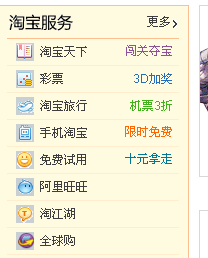 淘宝服务 更多>
淘宝天下 闯关夺宝
彩票 3D加奖
淘宝旅行 机票3折
手机淘宝 限时免费
免费试用 十元拿走
阿里旺旺
淘江湖
全球购